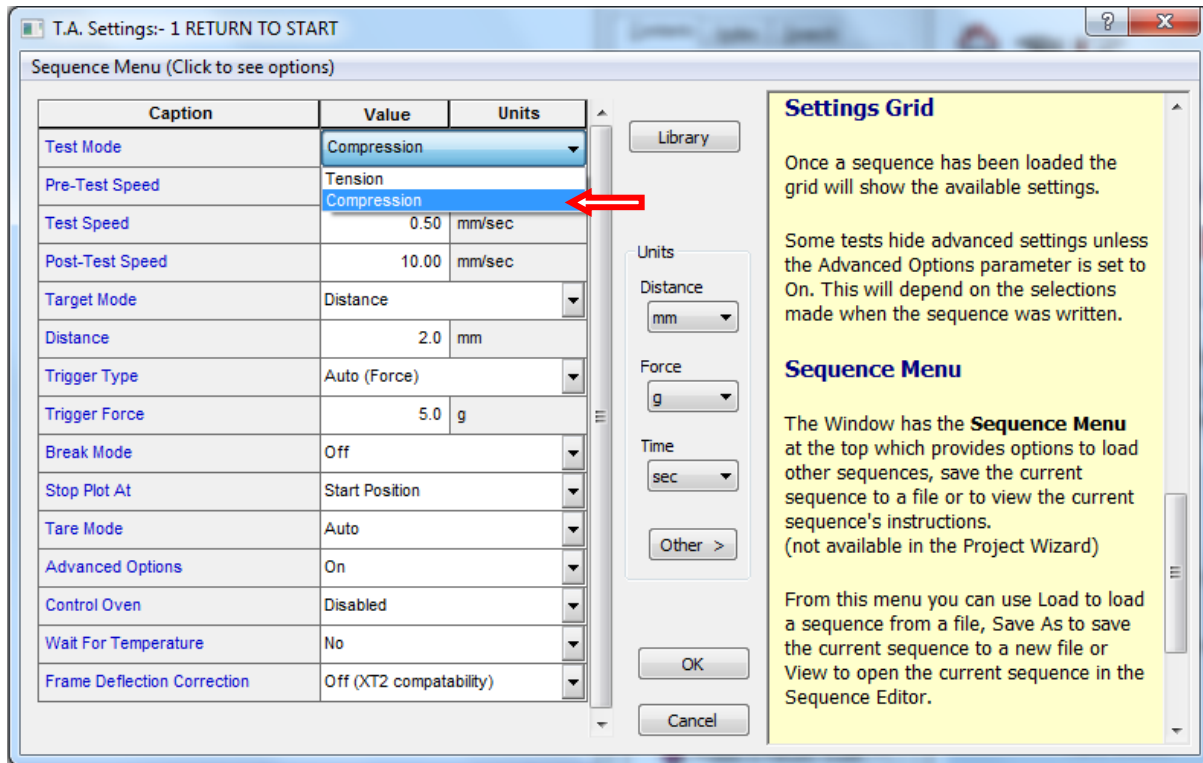 T.A. Settings:- 1 RETURN TO START
Sequence Menu (Click to see options)
Caption Value Units
Test Mode Compression
Tension
Pre-Test Speed
Compression
Test Speed 0.50 mm/sec
Post-Test Speed 10.00 mm/sec
Target Mode Distance
Distance 2.0 mm
Trigger Type Auto (Force)
Trigger Force 5.0 g
Break Mode Off
Stop Plot At Start Position
Tare Mode Auto
Advanced Options On
Control Oven Disabled
Wait For Temperature No
Frame Deflection Correction Off (XT2 compatability)
Library
Units
Distance
mm
Force
g
Time
sec
Other >
OK
Cancel
Settings Grid
Once a sequence has been loaded the
grid will show the available settings.
Some tests hide advanced settings unless
the Advanced Options parameter is set to
On. This will depend on the selections
made when the sequence was written.
Sequence Menu
The Window has the Sequence Menu
at the top which provides options to load
other sequences, save the current
sequence to a file or to view the current
sequence's instructions.
(not available in the Project Wizard)
From this menu you can use Load to load
a sequence from a file, Save As to save
the current sequence to a new file or
View to open the current sequence in the
Sequence Editor.